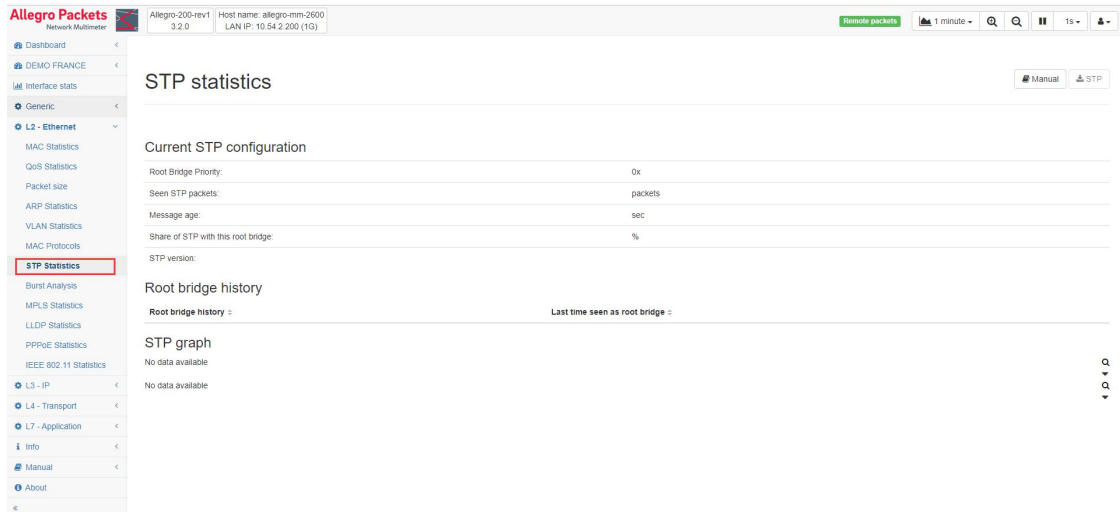 Allegro Packets
Network Multimeter
Allegro-200-rev1
3.2.0
Host name: allegro-mm-2600
LAN IP: 10.54.2.200 (1G)
Remote packets
1 minute
1s
Dashboard
DEMO FRANCE
Interface stats
Generic
L2 - Ethernet
MAC Statistics
QoS Statistics
Packet size
ARP Statistics
VLAN Statistics
MAC Protocols
STP Statistics
Burst Analysis
MPLS Statistics
LLDP Statistics
PPPoE Statistics
IEEE 802.11 Statistics
L3 - IP
L4 - Transport
L7 - Application
Info
Manual
About
STP statistics
Manual
STP
Current STP configuration
Root Bridge Priority: 0x
Seen STP packets: packets
Message age: sec
Share of STP with this root bridge: %
STP version:
Root bridge history
Root bridge history Last time seen as root bridge
STP graph
No data available
No data available